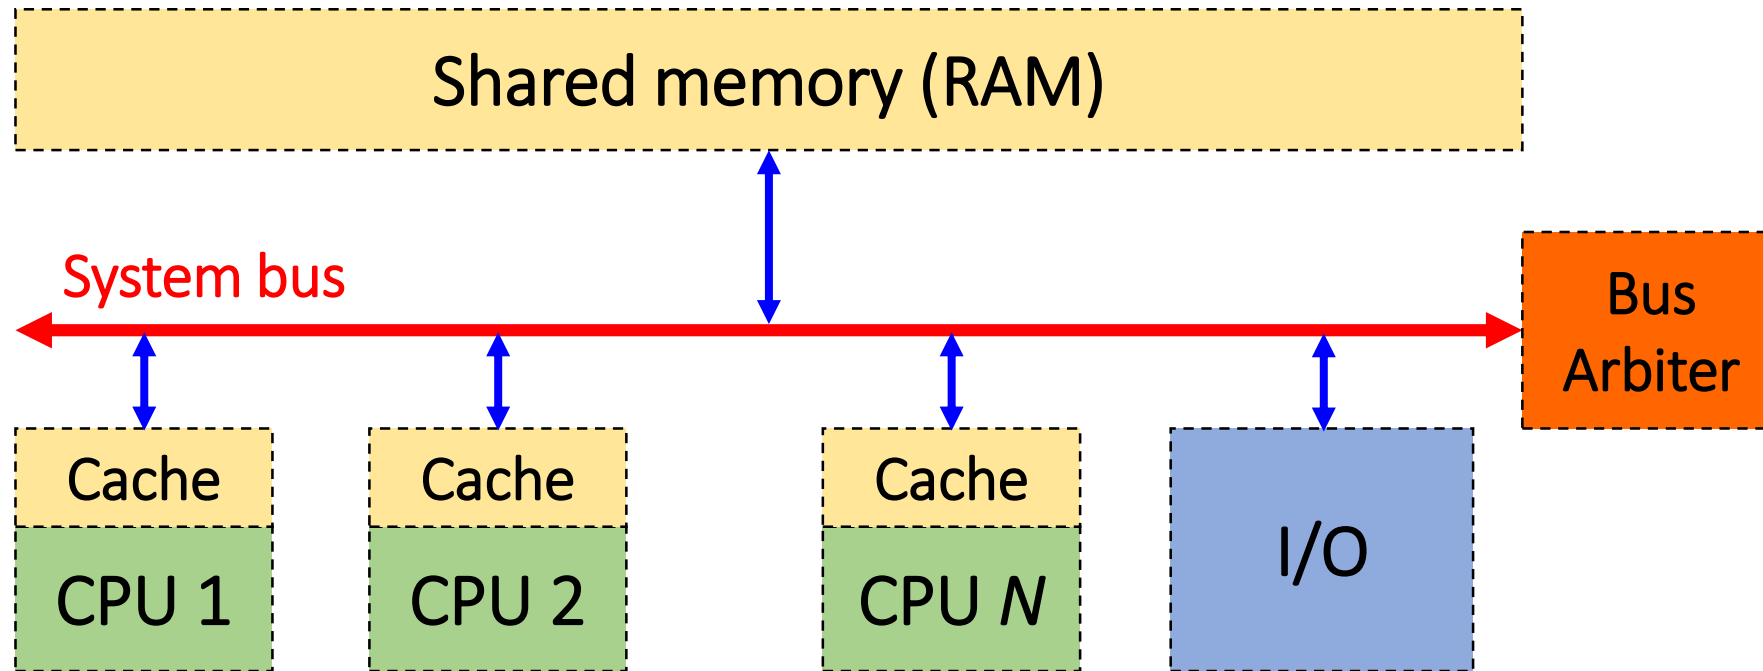 Shared memory (RAM)
System bus
Bus
Arbiter
Cache
Cache
Cache
CPU 1
CPU 2
CPU N
I/O